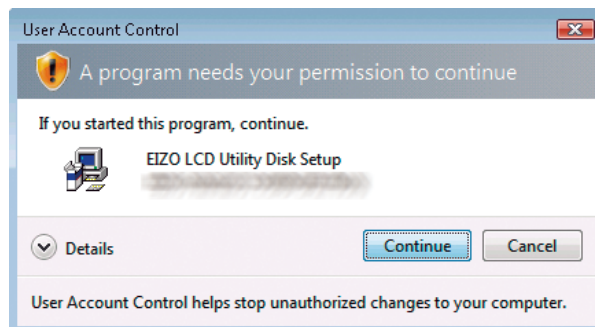 User Account Control
A program needs your permission to continue
If you started this program, continue.
EIZO LCD Utility Disk Setup
Details
Continue
Cancel
User Account Control helps stop unauthorized changes to your computer.